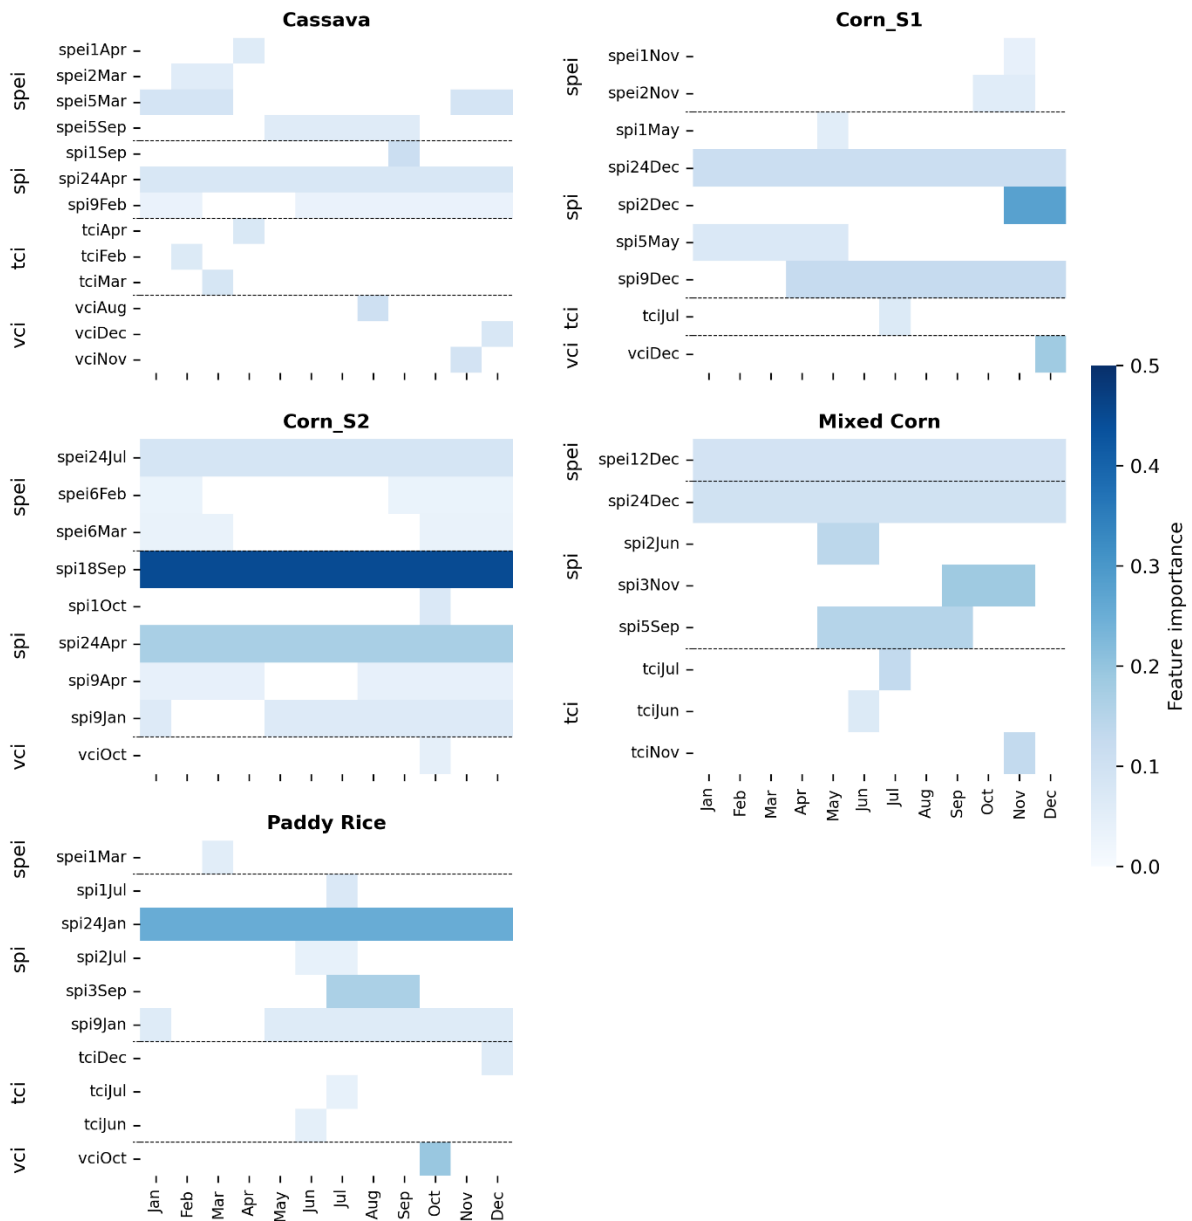 Cassava
spei
spei1Apr
spei2Mar
spei5Mar
spei5Sep
spi
spi1Sep
spi24Apr
spi9Feb
tci
tciApr
tciFeb
tciMar
vci
vciAug
vciDec
vciNov
Corn_S1
spei
spei1Nov
spei2Nov
spi
spi1May
spi24Dec
spi2Dec
spi5May
spi9Dec
tci
tciJul
vci
vciDec
Corn_S2
spei
spei24Jul
spei6Feb
spei6Mar
spi
spi18Sep
spi1Oct
spi24Apr
spi9Apr
spi9Jan
vci
vciOct
Mixed Corn
spei
spei12Dec
spi
spi24Dec
spi2Jun
spi3Nov
spi5Sep
tci
tciJul
tciJun
tciNov
Jan Feb Mar Apr May Jun Jul Aug Sep Oct Nov Dec
0.5
0.4
0.3
0.2
0.1
0.0
Feature importance
Paddy Rice
spei
spei1Mar
spi
spi1Jul
spi24Jan
spi2Jul
spi3Sep
spi9Jan
tci
tciDec
tciJul
tciJun
vci
vciOct
Jan Feb Mar Apr May Jun Jul Aug Sep Oct Nov Dec